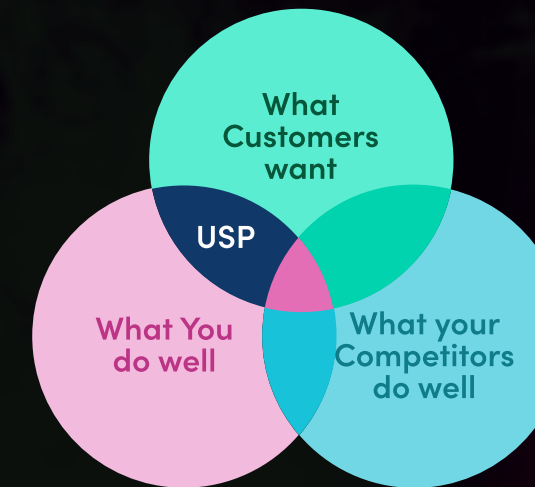 What
Customers
want
USP
What You
do well
What your
Competitors
do well